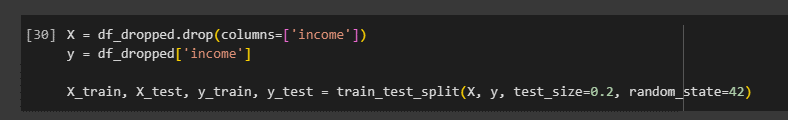 [30] X = df_dropped.drop(columns=['income'])
y = df_dropped['income']
X_train, X_test, y_train, y_test = train_test_split(X, y, test_size=0.2, random_state=42)